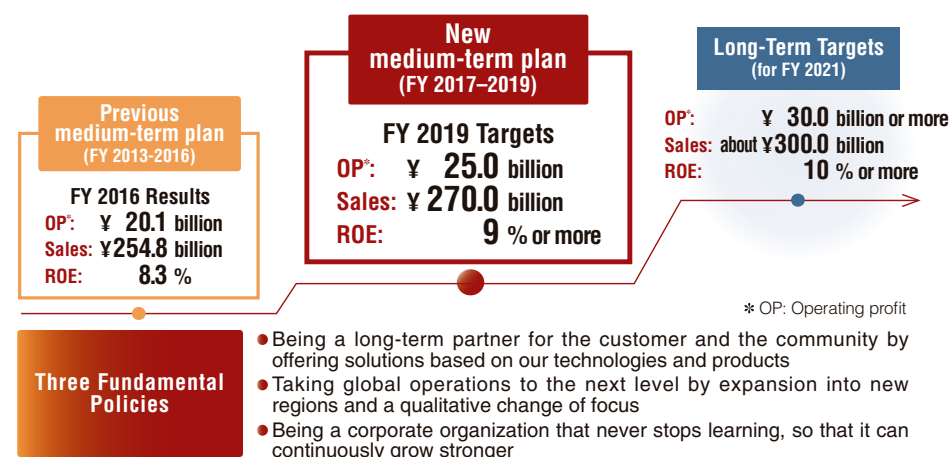 Previous
medium-term plan
(FY 2013-2016)
FY 2016 Results
OP*: ¥ 20.1 billion
Sales: ¥254.8 billion
ROE: 8.3 %
New
medium-term plan
(FY 2017–2019)
FY 2019 Targets
OP*: ¥ 25.0 billion
Sales: ¥ 270.0 billion
ROE: 9 % or more
Long-Term Targets
(for FY 2021)
OP*: ¥ 30.0 billion or more
Sales: about ¥300.0 billion
ROE: 10 % or more
* OP: Operating profit
Three Fundamental
Policies
● Being a long-term partner for the customer and the community by
offering solutions based on our technologies and products
● Taking global operations to the next level by expansion into new
regions and a qualitative change of focus
● Being a corporate organization that never stops learning, so that it can
continuously grow stronger